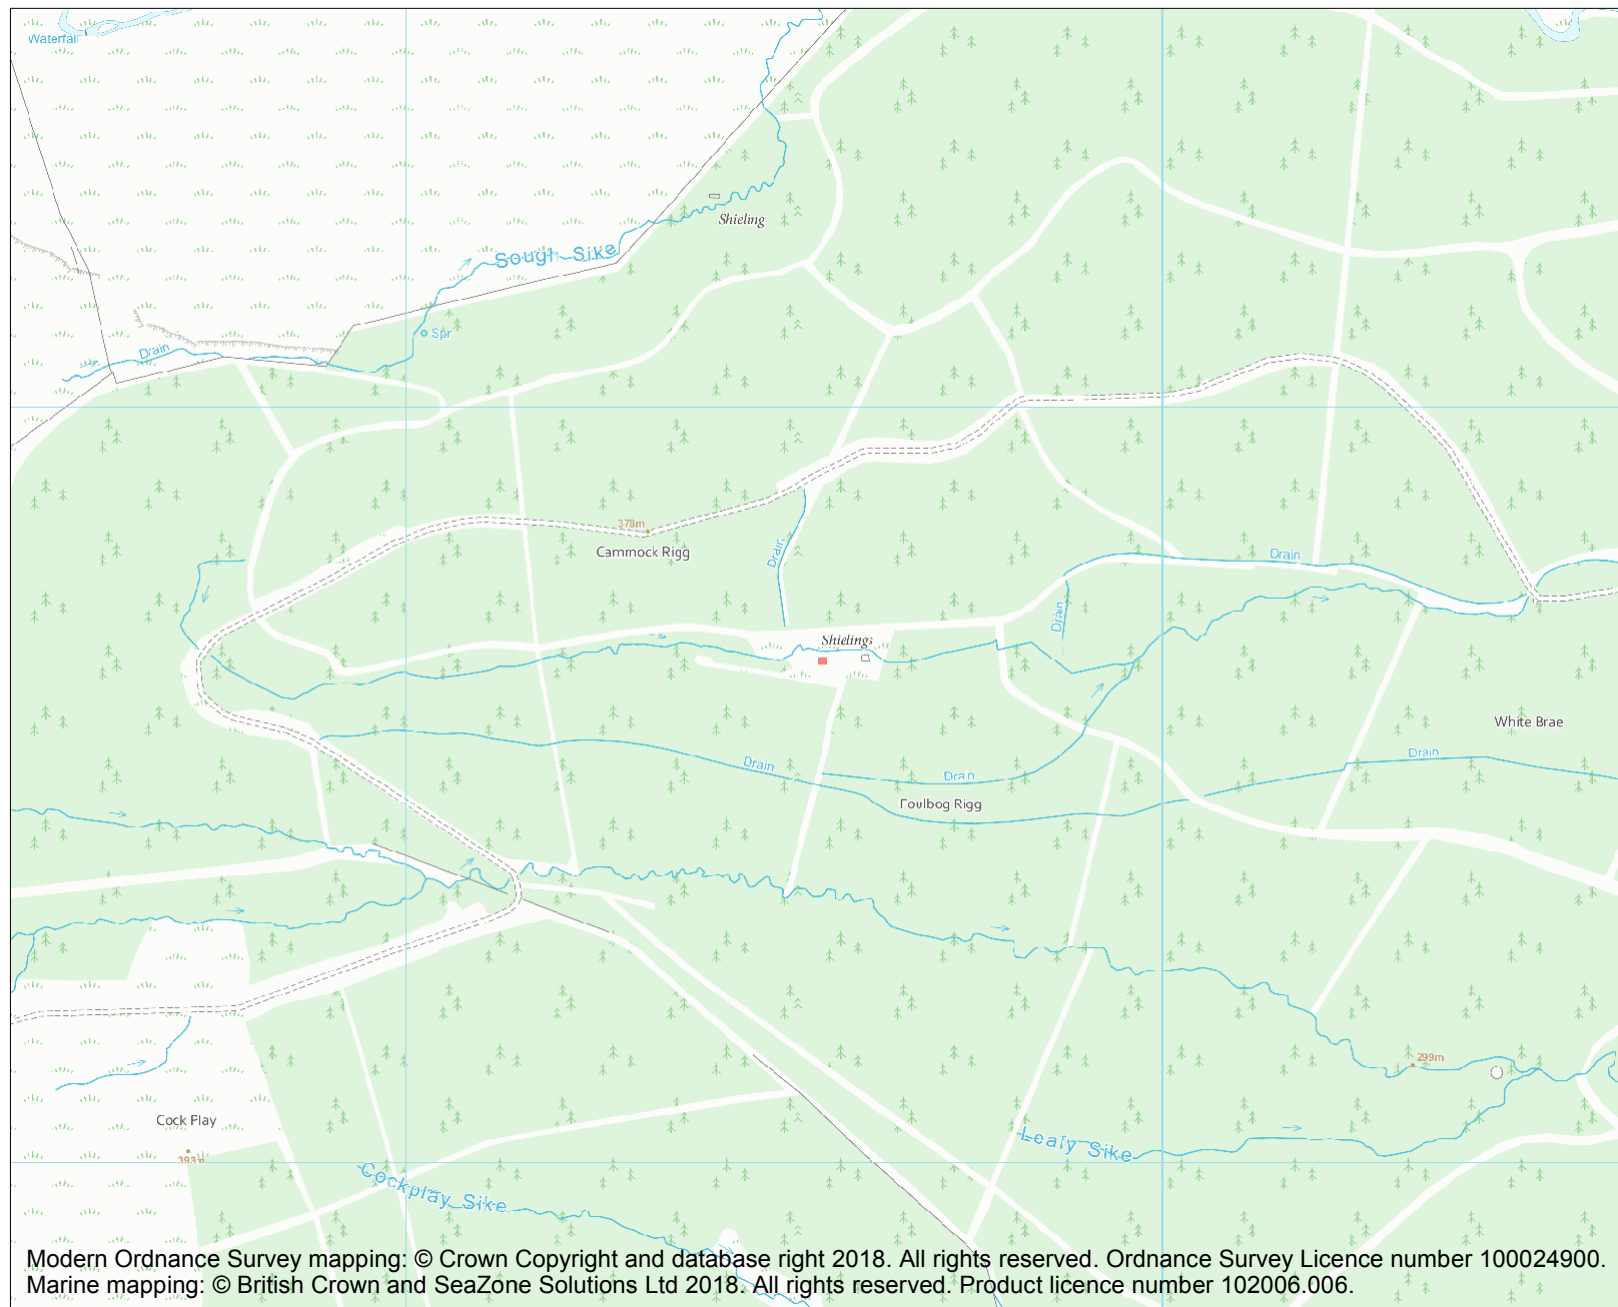 Waterfall
Shieling
Sough Sike
Spr
Drain
378m
Cammock Rigg
Drain
Drain
Drain
Shielings
White Brae
Drain
Drain
Drain
Foulbog Rigg
299m
Cock Play
393m
Leafy Sike
Cockplay Sike
Modern Ordnance Survey mapping: © Crown Copyright and database right 2018. All rights reserved. Ordnance Survey Licence number 100024900.
Marine mapping: © British Crown and SeaZone Solutions Ltd 2018. All rights reserved. Product licence number 102006.006.